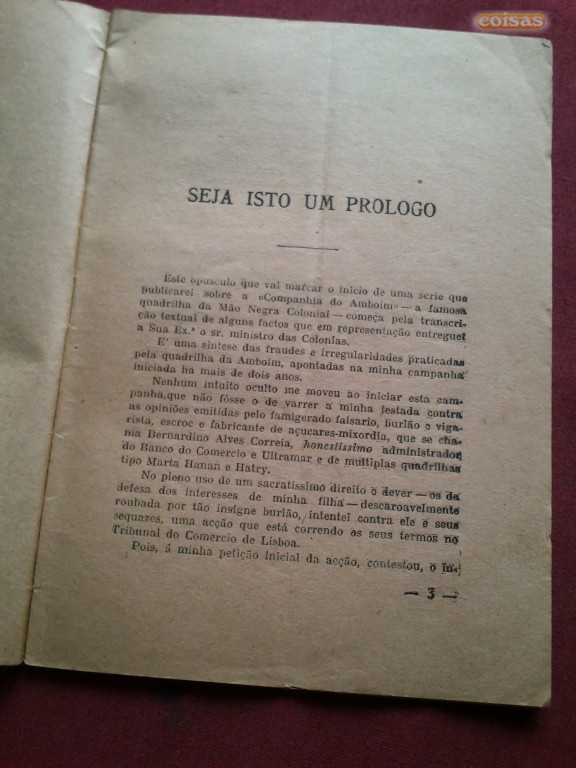 coisas
SEJA ISTO UM PROLOGO
Este opusculo que vai marcar o inicio de uma serie que
publicarei sobre a «Companhia do Amboim» — a famosa
quadrilha da Mão Negra Colonial — começa pela transcri-
ção textual de alguns factos que em representação entreguei
a Sua Ex.ª o sr. ministro das Colonias.
E' uma sintese das fraudes e irregularidades praticadas
pela quadrilha da Amboim, apontadas na minha campanha
iniciada ha mais de dois anos.
Nenhum intuito oculto me moveu ao iniciar esta cam-
panha, que não fôsse o de varrer a minha testada contra
as opiniões emitidas pelo famigerado falsario, burlão e viga-
rista, escroc e fabricante de açucares-mixordia, que se cha-
ma Bernardino Alves Correia, honestissimo administrador
do Banco do Comercio e Ultramar e de multiplas quadrilhas
tipo Marta Hanan e Hatry.
No pleno uso de um sacratissimo direito e dever — os da
defesa dos interesses de minha filha — descaroavelmente
roubada por tão insigne burlão, intentei contra ele e seus
sequazes, uma acção que está correndo os seus termos no
Tribunal do Comercio de Lisboa.
Pois, á minha petição inicial da acção, contestou, o in-
— 3 —